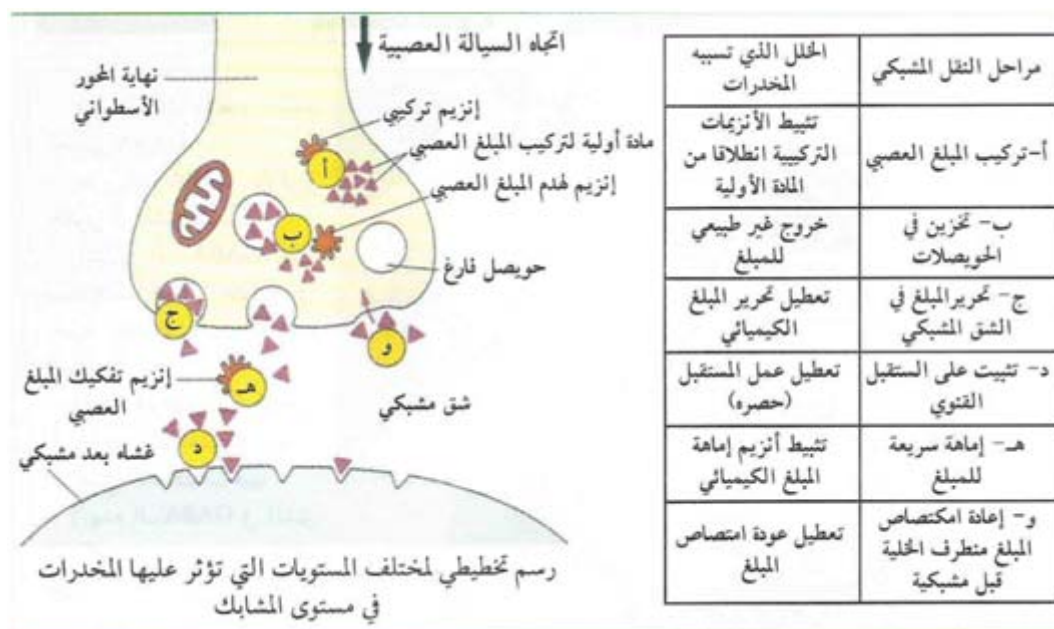 اتجاه السيالة العصبية
نهاية المحور
الأسطواني
إنزيم تركيبي
مادة أولية لتركيب المبلغ العصبي
إنزيم لهدم المبلغ العصبي
أ
ب
حويصل فارغ
ج
و
هـ
إنزيم تفكيك المبلغ
العصبي
شق مشبكي
د
غشاء بعد مشبكي
رسم تخطيطي لمختلف المستويات التي تؤثر عليها المخدرات
في مستوى المشابك
مراحل النقل المشبكي
الخلل الذي تسببه
المخدرات
أ-تركيب المبلغ العصبي
تثبيط الأنزيمات
التركيبية انطلاقا من
المادة الأولية
ب- تخزين في
الحويصلات
خروج غير طبيعي
للمبلغ
ج- تحرير المبلغ في
الشق المشبكي
تعطيل تحرير المبلغ
الكيميائي
د- تثبيت على الستقبل
القنوي
تعطيل عمل المستقبل
(حصره)
هـ- إماهة سريعة
للمبلغ
تثبيط أنزيم إماهة
المبلغ الكيميائي
و- إعادة امكتصاص
المبلغ متطرف الخلية
قبل مشبكية
تعطيل عودة امتصاص
المبلغ